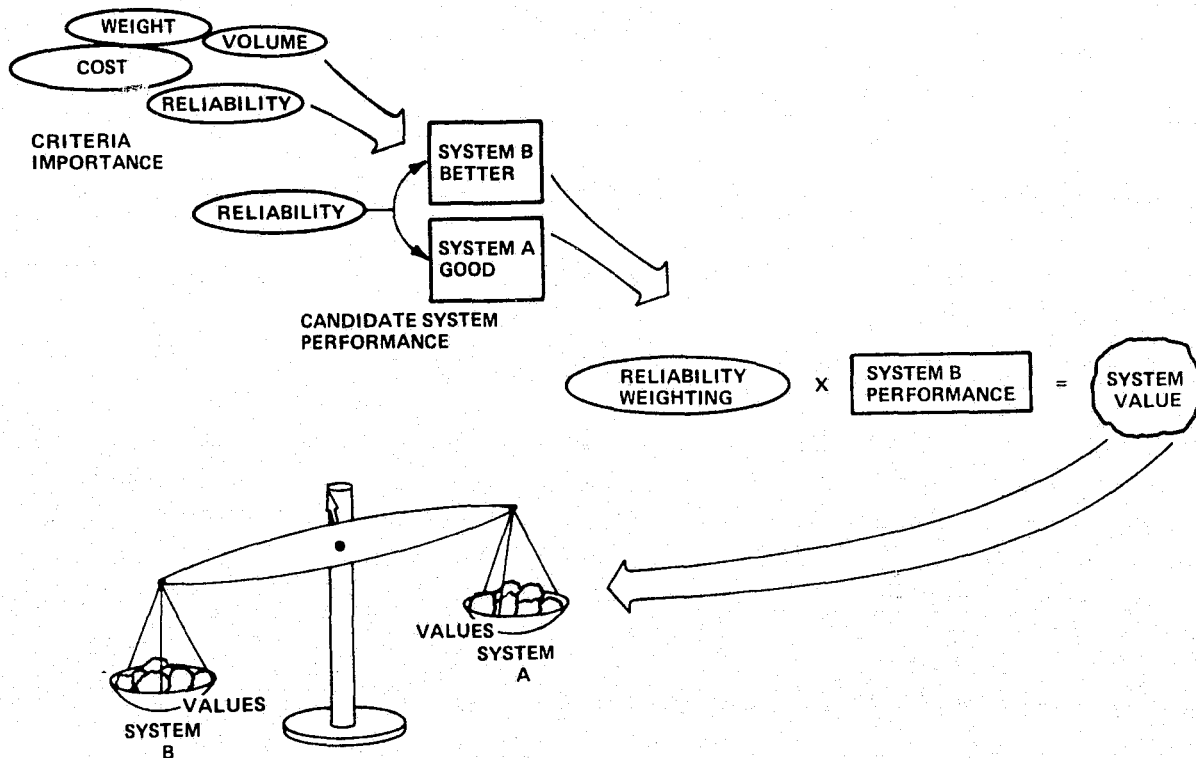 WEIGHT
VOLUME
COST
RELIABILITY
CRITERIA
IMPORTANCE
SYSTEM B
BETTER
RELIABILITY
SYSTEM A
GOOD
CANDIDATE SYSTEM
PERFORMANCE
RELIABILITY
WEIGHTING
X
SYSTEM B
PERFORMANCE
=
SYSTEM
VALUE
VALUES
SYSTEM
A
VALUES
SYSTEM
B